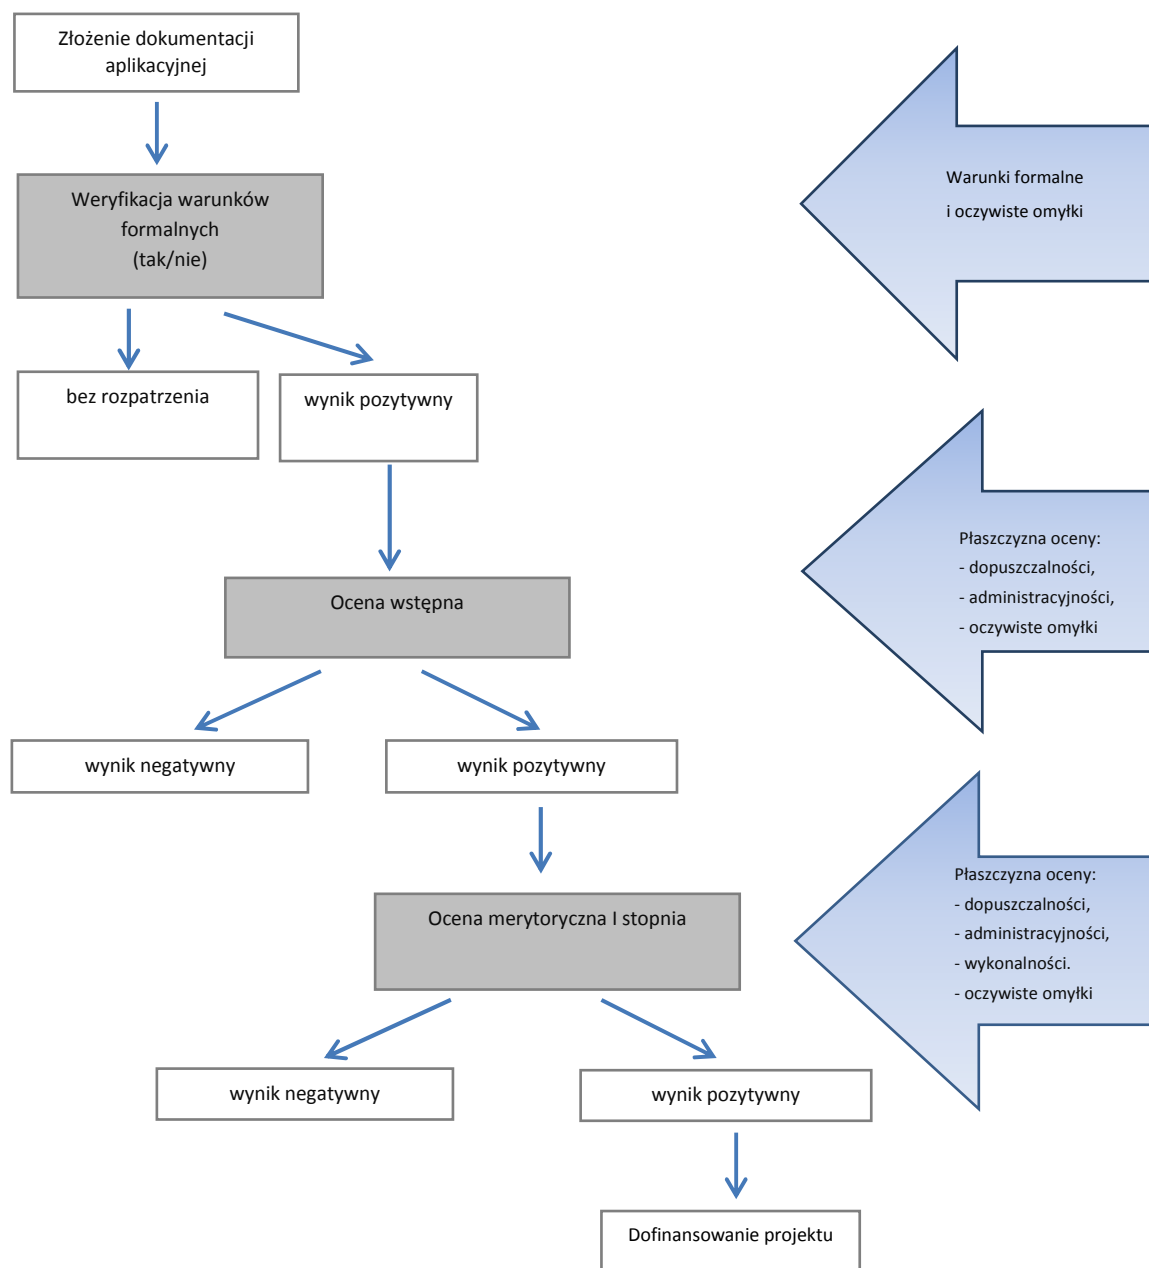 Złożenie dokumentacji
aplikacyjnej
Weryfikacja warunków
formalnych
(tak/nie)
Warunki formalne
i oczywiste omyłki
bez rozpatrzenia
wynik pozytywny
Płaszczyzna oceny:
- dopuszczalności,
- administracyjności,
- oczywiste omyłki
Ocena wstępna
wynik negatywny
wynik pozytywny
Płaszczyzna oceny:
- dopuszczalności,
- administracyjności,
- wykonalności.
- oczywiste omyłki
Ocena merytoryczna I stopnia
wynik negatywny
wynik pozytywny
Dofinansowanie projektu